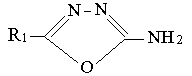 N–N
R₁ NH₂
O